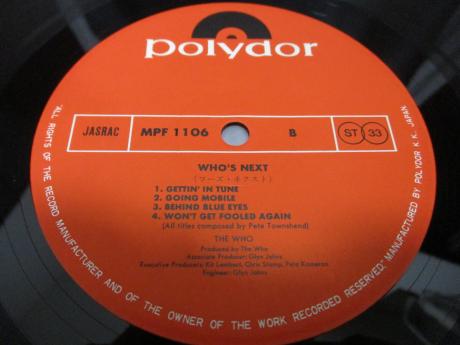 polydor
JASRAC
MPF 1106
B
ST 33
WHO'S NEXT
(フーズ・ネクスト)
1. GETTIN' IN TUNE
2. GOING MOBILE
3. BEHIND BLUE EYES
4. WON'T GET FOOLED AGAIN
(All titles composed by Pete Townshend)
THE WHO
Produced by The Who
Associate Producer: Glyn Johns
Executive Producers: Kit Lambert, Chris Stamp, Pete Kameron
Engineer: Glyn Johns
"ALL RIGHTS OF THE RECORD MANUFACTURER AND OF THE OWNER OF THE WORK RECORDED RESERVED." MANUFACTURED BY POLYDOR K.K. JAPAN